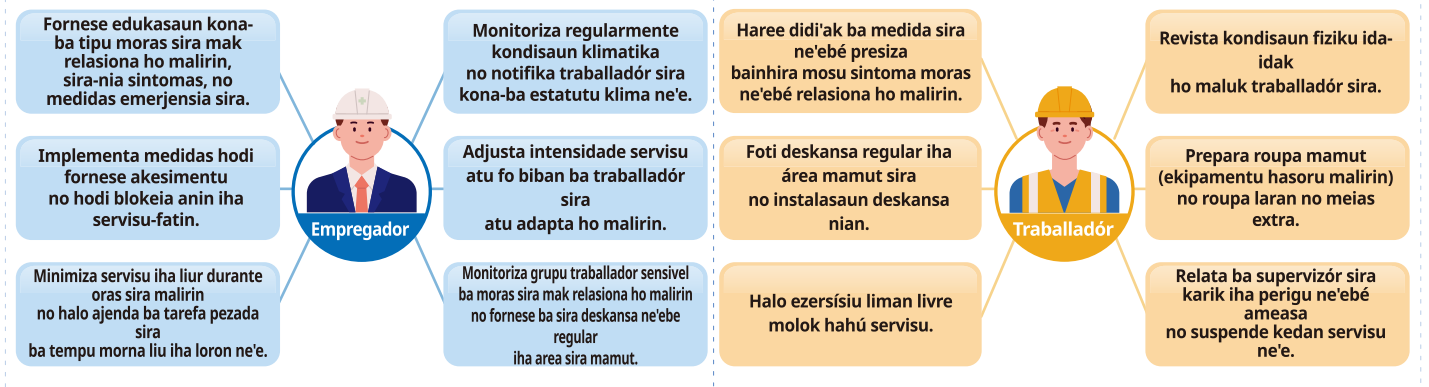 Fornese edukasaun kona-
ba tipu moras sira mak
relasiona ho malirin,
sira-nia sintomas, no
medidas emerjensia sira.
Implementa medidas hodi
fornese akesimentu
no hodi blokeia anin iha
servisu-fatin.
Minimiza servisu iha liur durante
oras sira malirin
no halo ajenda ba tarefa pezada
sira
ba tempu morna liu iha loron ne'e.
Empregador
Monitoriza regularmente
kondisaun klimatika
no notifika traballadór sira
kona-ba estatutu klima ne'e.
Adjusta intensidade servisu
atu fo biban ba traballadór
sira
atu adapta ho malirin.
Monitoriza grupu traballador sensivel
ba moras sira mak relasiona ho malirin
no fornese ba sira deskansa ne'ebe
regular
iha area sira mamut.
Haree didi'ak ba medida sira
ne'ebé presiza
bainhira mosu sintoma moras
ne'ebé relasiona ho malirin.
Foti deskansa regular iha
área mamut sira
no instalasaun deskansa
nian.
Halo ezersísiu liman livre
molok hahú servisu.
Traballadór
Revista kondisaun fiziku ida-
idak
ho maluk traballadór sira.
Prepara roupa mamut
(ekipamentu hasoru malirin)
no roupa laran no meias
extra.
Relata ba supervizór sira
karik iha perigu ne'ebé
ameasa
no suspende kedan servisu
ne'e.